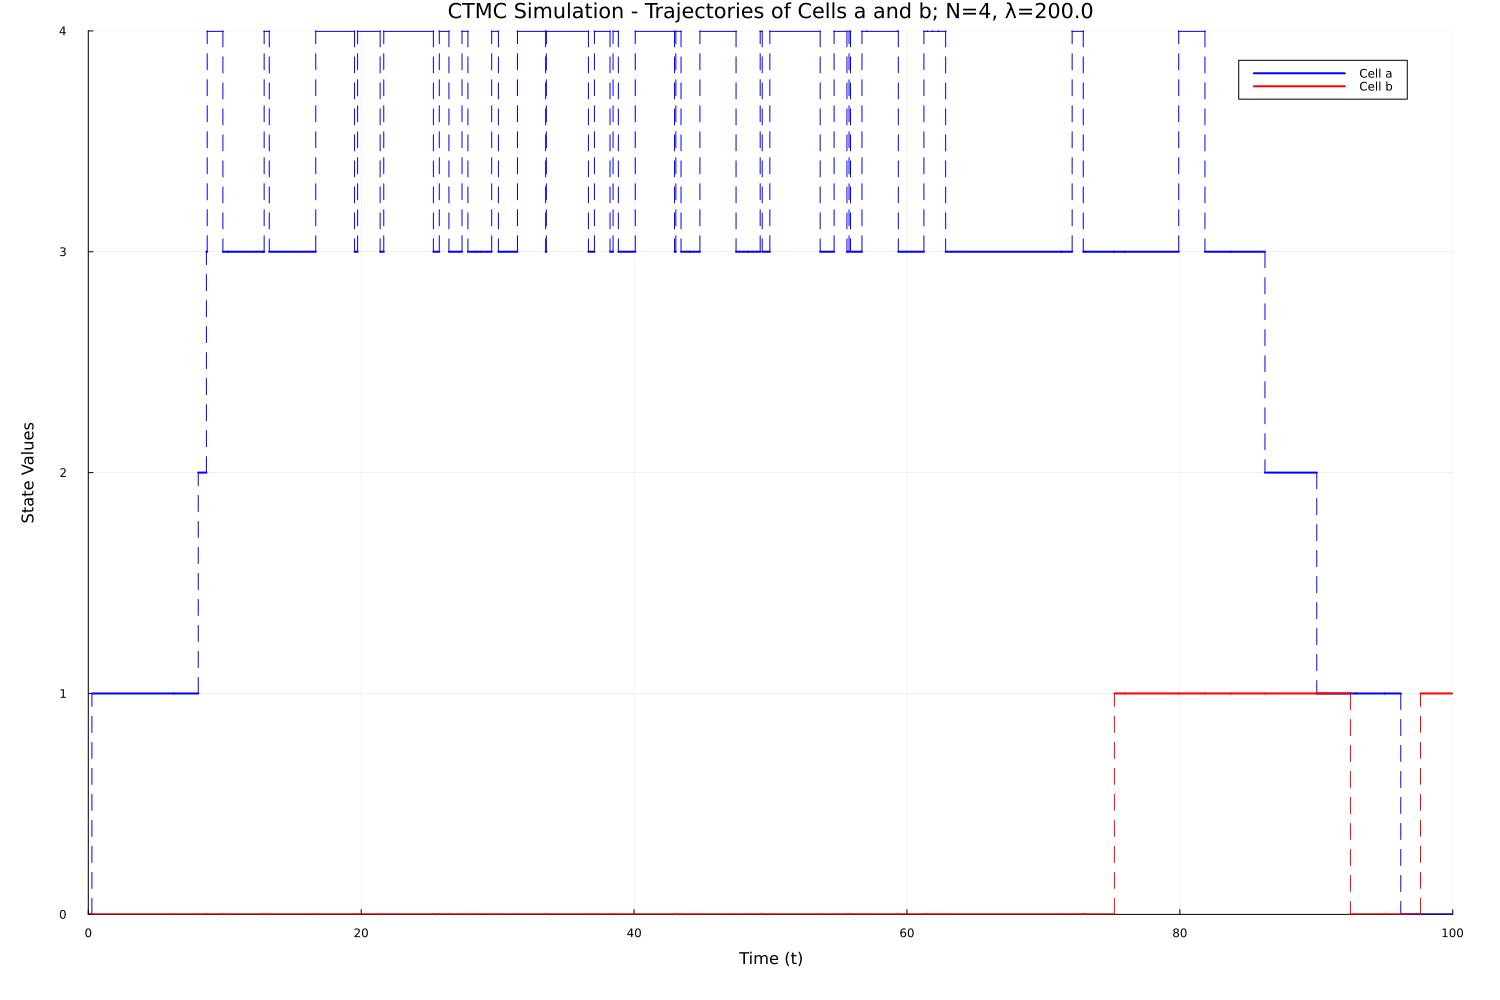 CTMC Simulation - Trajectories of Cells a and b; N=4, λ=200.0
4
Cell a
Cell b
3
State Values
2
1
0
0 20 40 60 80 100
Time (t)